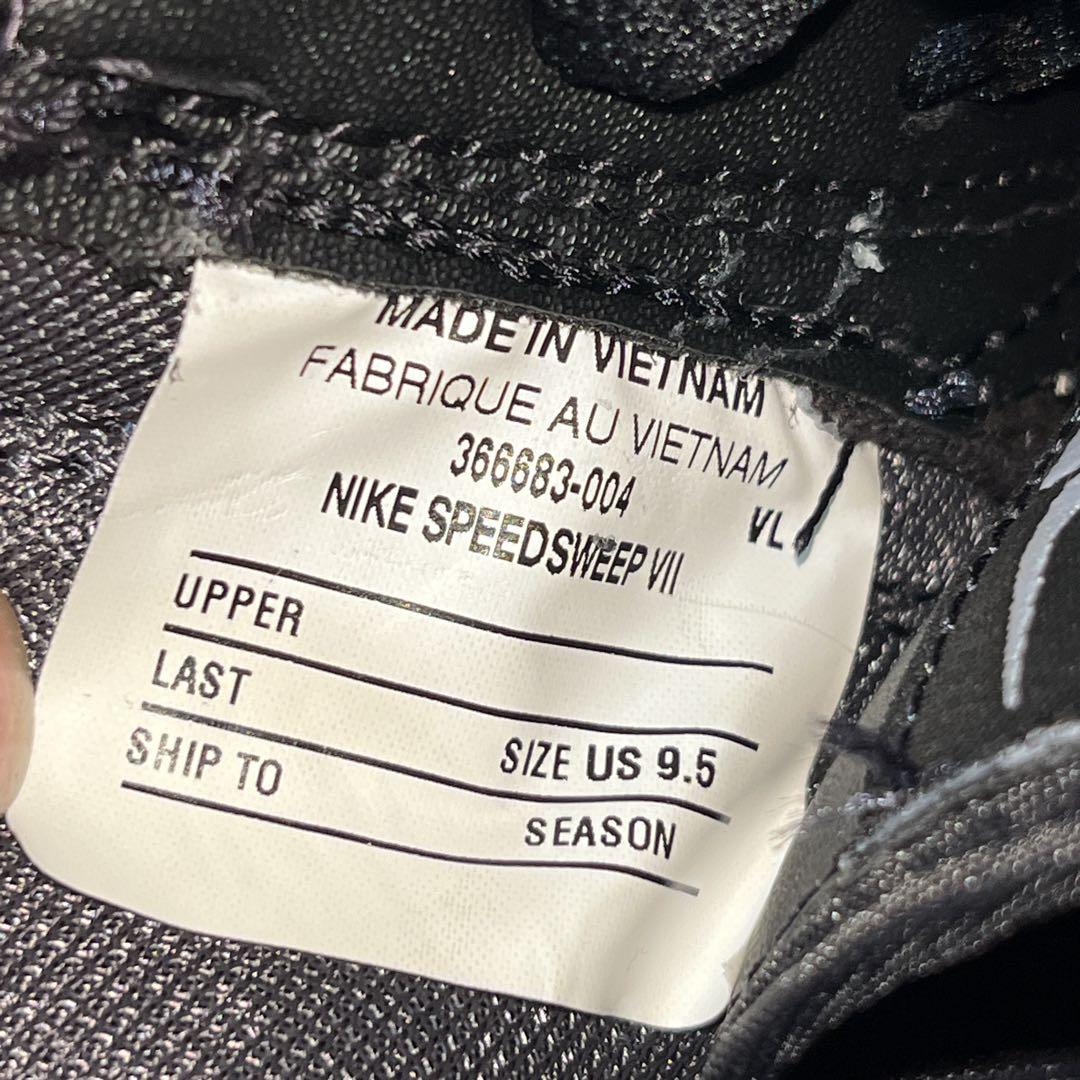 MADE IN VIETNAM
FABRIQUE AU VIETNAM
366683-004 VL
NIKE SPEEDSWEEP VII
UPPER
LAST
SIZE US 9.5
SHIP TO
SEASON